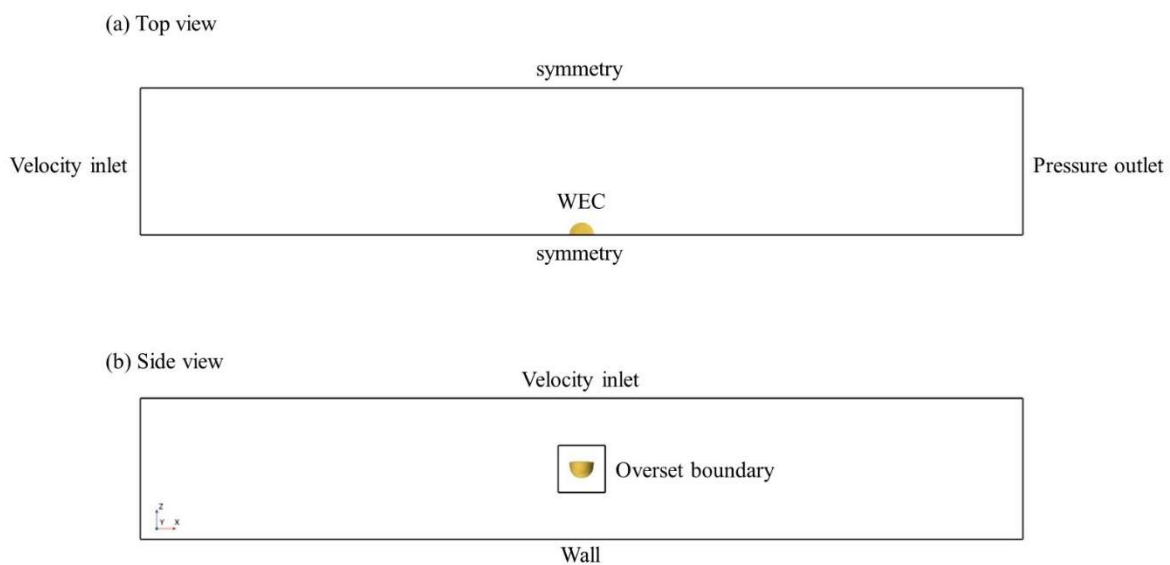 (a) Top view
symmetry
Velocity inlet
Pressure outlet
WEC
symmetry
(b) Side view
Velocity inlet
Overset boundary
Z
Y X
Wall